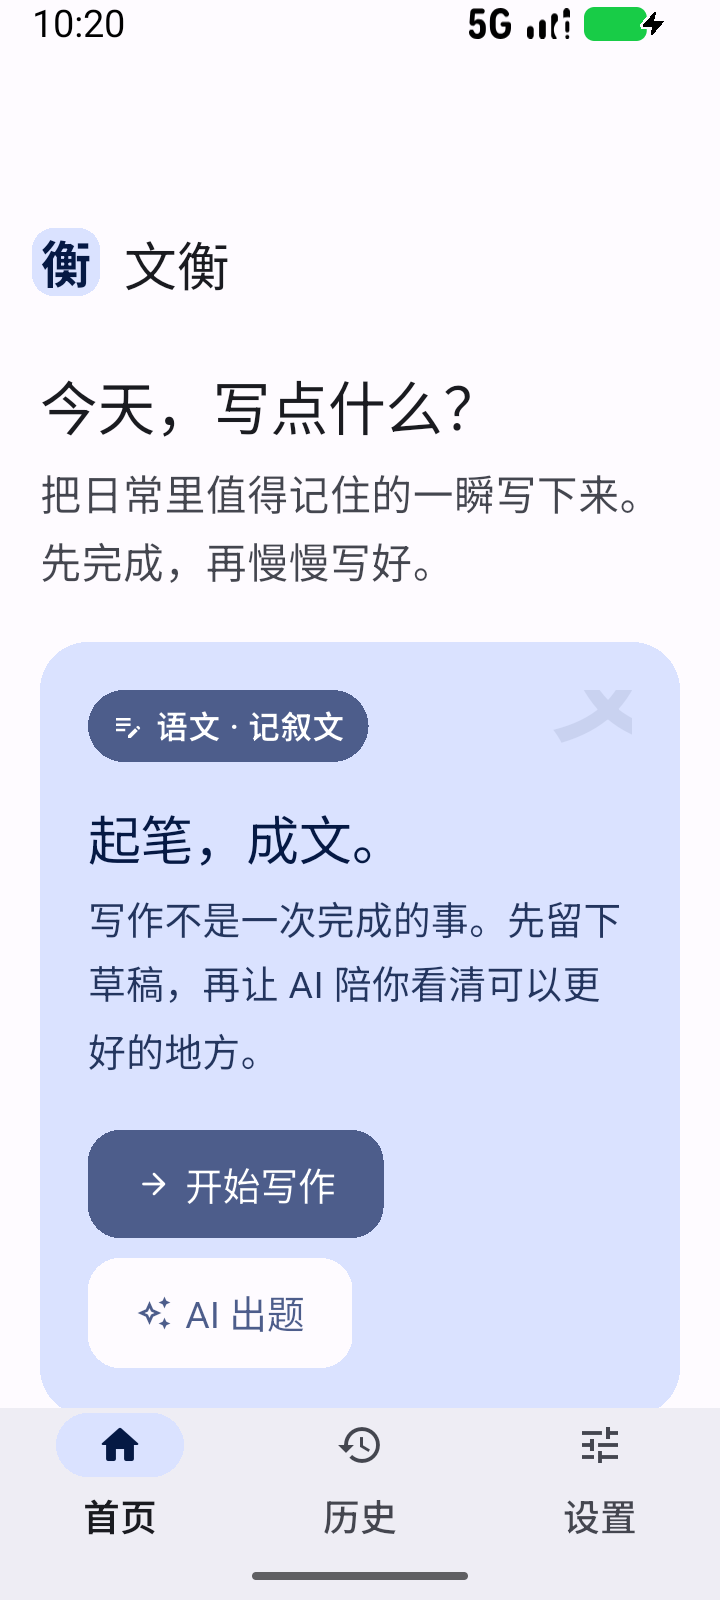 10:20
5G
衡 文衡
今天，写点什么？
把日常里值得记住的一瞬写下来。
先完成，再慢慢写好。
语文 · 记叙文
起笔，成文。
写作不是一次完成的事。先留下
草稿，再让 AI 陪你看清可以更
好的地方。
开始写作
AI 出题
首页
历史
设置